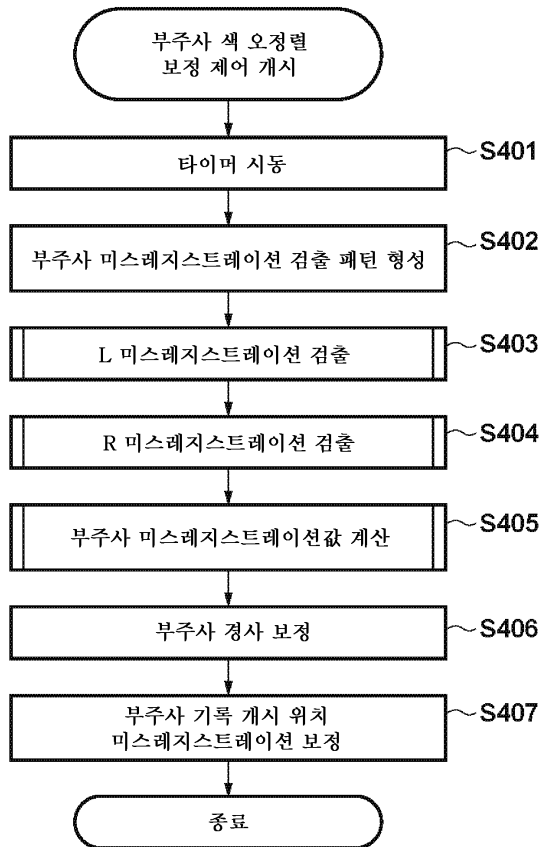 부주사 색 오정렬
보정 제어 개시
타이머 시동
S401
부주사 미스레지스트레이션 검출 패턴 형성
S402
L 미스레지스트레이션 검출
S403
R 미스레지스트레이션 검출
S404
부주사 미스레지스트레이션값 계산
S405
부주사 경사 보정
S406
부주사 기록 개시 위치
미스레지스트레이션 보정
S407
종료